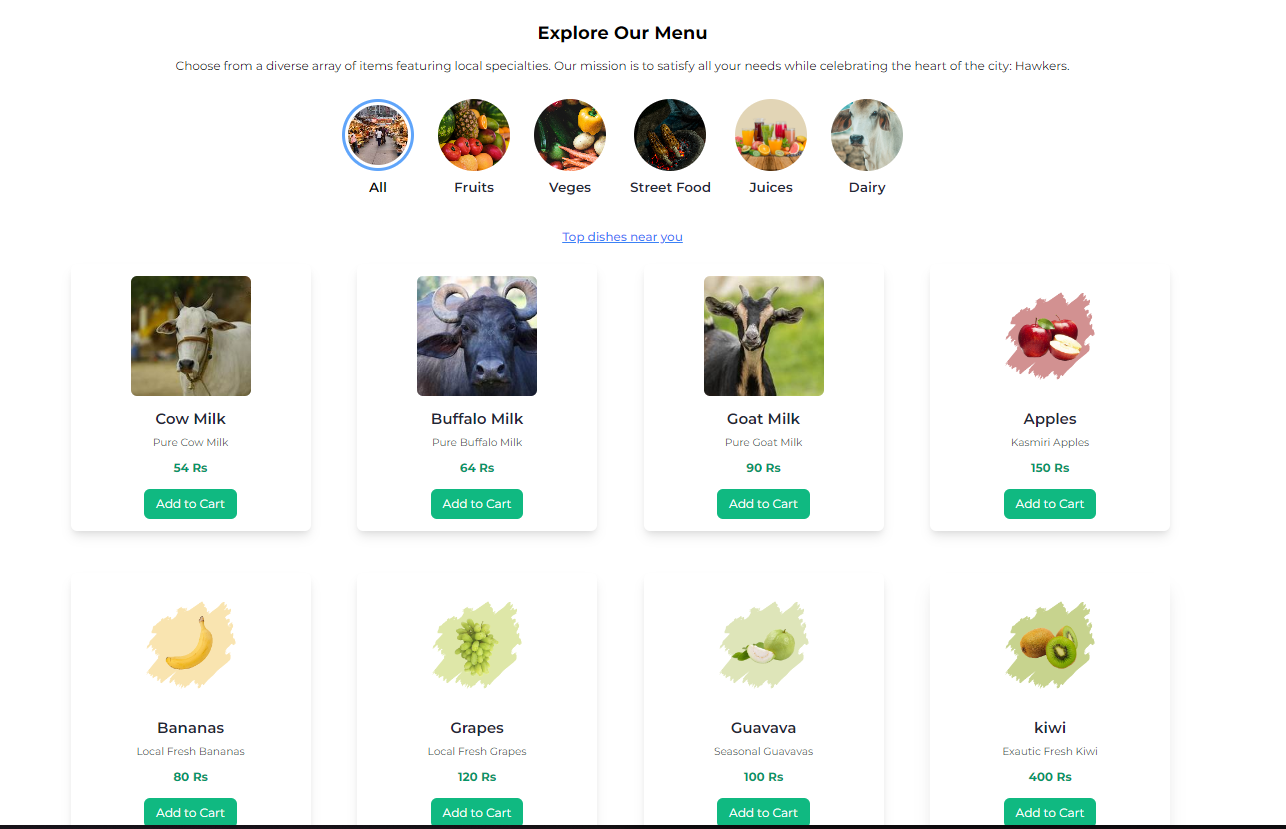 Explore Our Menu
Choose from a diverse array of items featuring local specialties. Our mission is to satisfy all your needs while celebrating the heart of the city: Hawkers.
All Fruits Veges Street Food Juices Dairy
Top dishes near you
Cow Milk Buffalo Milk Goat Milk Apples
Pure Cow Milk Pure Buffalo Milk Pure Goat Milk Kasmiri Apples
54 Rs 64 Rs 90 Rs 150 Rs
Add to Cart Add to Cart Add to Cart Add to Cart
Bananas Grapes Guavava kiwi
Local Fresh Bananas Local Fresh Grapes Seasonal Guavavas Exautic Fresh Kiwi
80 Rs 120 Rs 100 Rs 400 Rs
Add to Cart Add to Cart Add to Cart Add to Cart